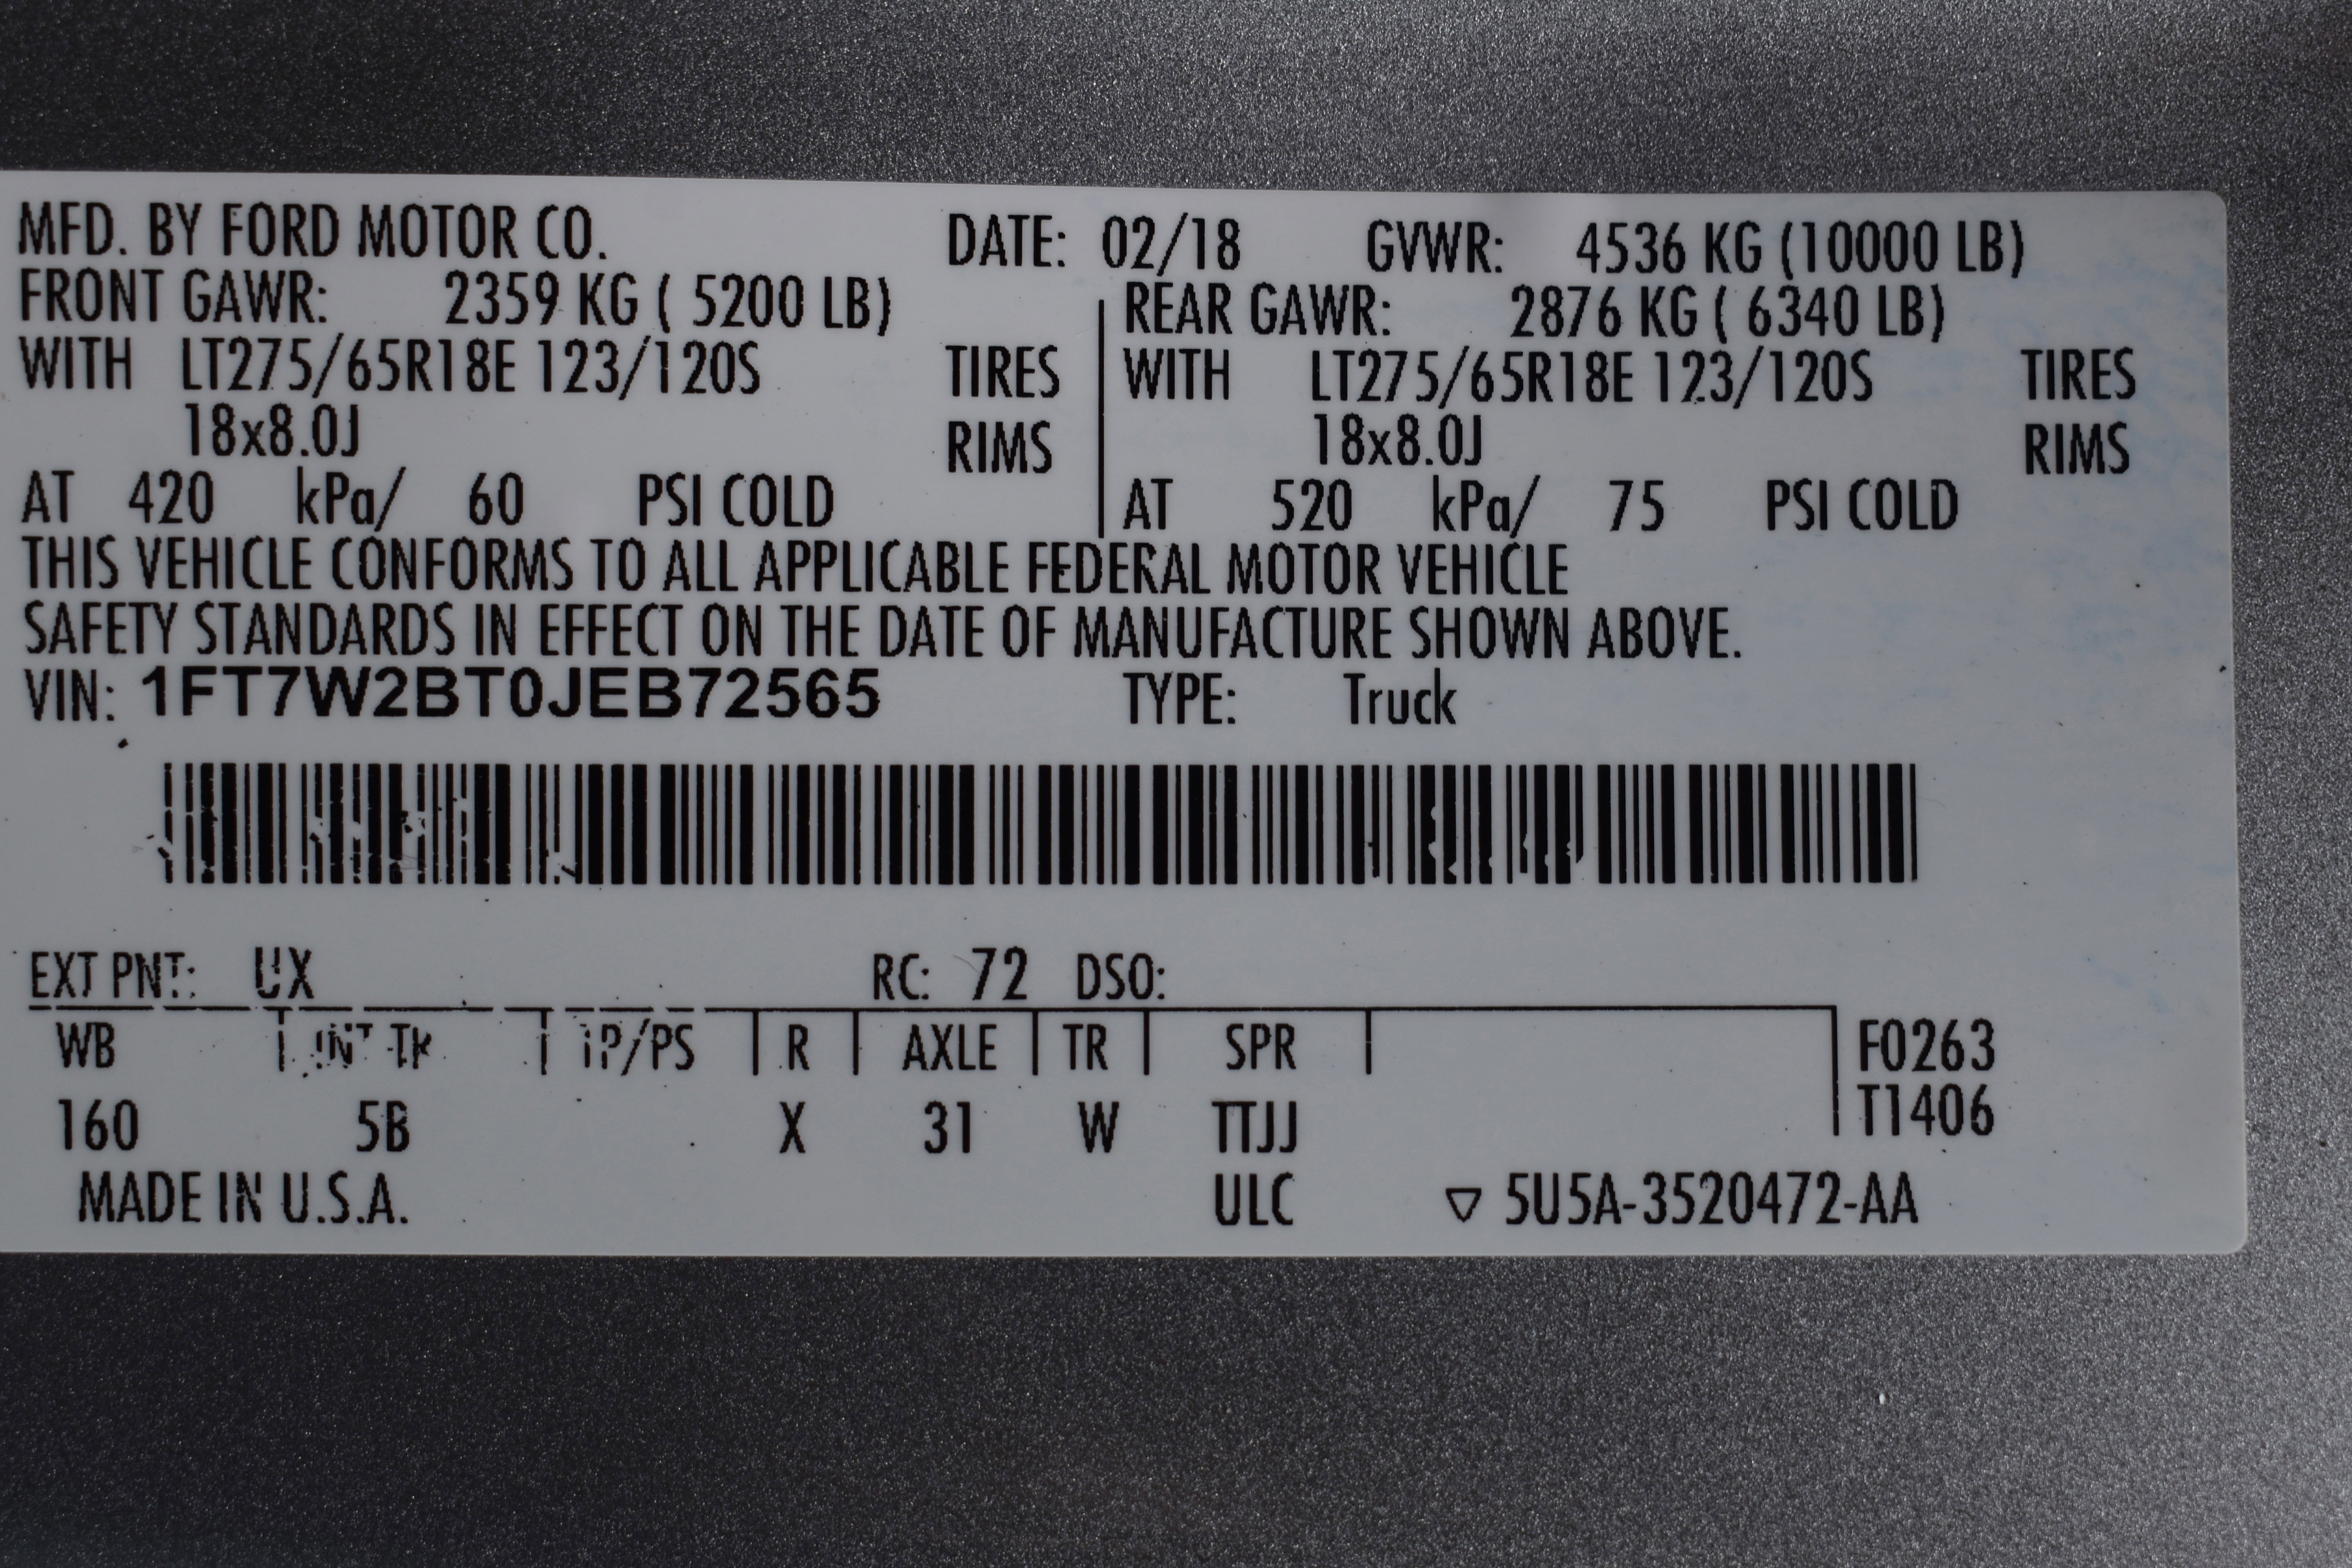 MFD. BY FORD MOTOR CO. DATE: 02/18 GVWR: 4536 KG (10000 LB)
FRONT GAWR: 2359 KG ( 5200 LB) REAR GAWR: 2876 KG ( 6340 LB)
WITH LT275/65R18E 123/120S TIRES WITH LT275/65R18E 123/120S TIRES
18x8.0J RIMS 18x8.0J RIMS
AT 420 kPa/ 60 PSI COLD AT 520 kPa/ 75 PSI COLD
THIS VEHICLE CONFORMS TO ALL APPLICABLE FEDERAL MOTOR VEHICLE
SAFETY STANDARDS IN EFFECT ON THE DATE OF MANUFACTURE SHOWN ABOVE.
VIN: 1FT7W2BT0JEB72565 TYPE: Truck
EXT PNT: UX RC: 72 DSO:
WB INT TR TP/PS R AXLE TR SPR F0263
T1406
160 5B X 31 W TTJJ
MADE IN U.S.A. ULC ▽ 5U5A-3520472-AA